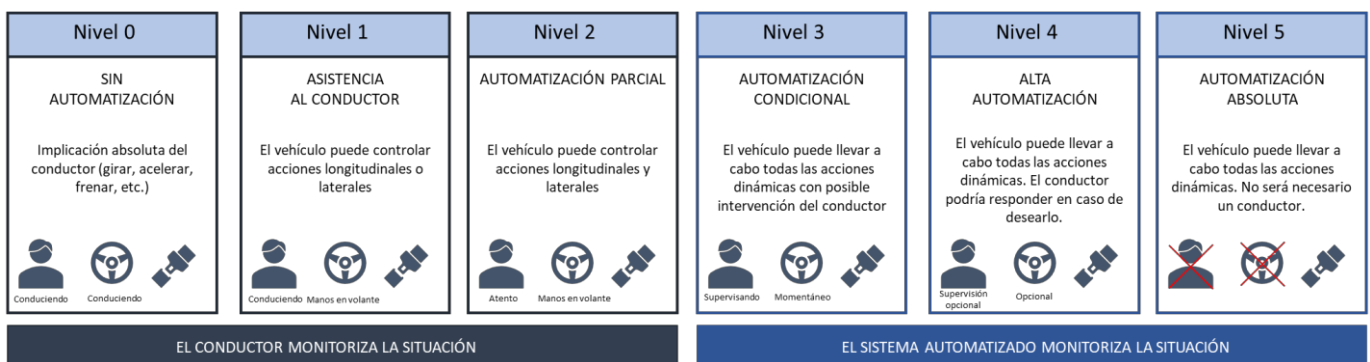 Nivel 0
SIN
AUTOMATIZACIÓN
Implicación absoluta del
conductor (girar, acelerar,
frenar, etc.)
Conduciendo
Conduciendo
Nivel 1
ASISTENCIA
AL CONDUCTOR
El vehículo puede controlar
acciones longitudinales o
laterales
Conduciendo
Manos en volante
Nivel 2
AUTOMATIZACIÓN PARCIAL
El vehículo puede controlar
acciones longitudinales y
laterales
Atento
Manos en volante
Nivel 3
AUTOMATIZACIÓN
CONDICIONAL
El vehículo puede llevar a
cabo todas las acciones
dinámicas con posible
intervención del conductor
Supervisando
Momentáneo
Nivel 4
ALTA
AUTOMATIZACIÓN
El vehículo puede llevar a
cabo todas las acciones
dinámicas. El conductor
podría responder en caso de
desearlo.
Supervisión
opcional
Opcional
Nivel 5
AUTOMATIZACIÓN
ABSOLUTA
El vehículo puede llevar a
cabo todas las acciones
dinámicas. No será necesario
un conductor.
EL CONDUCTOR MONITORIZA LA SITUACIÓN
EL SISTEMA AUTOMATIZADO MONITORIZA LA SITUACIÓN